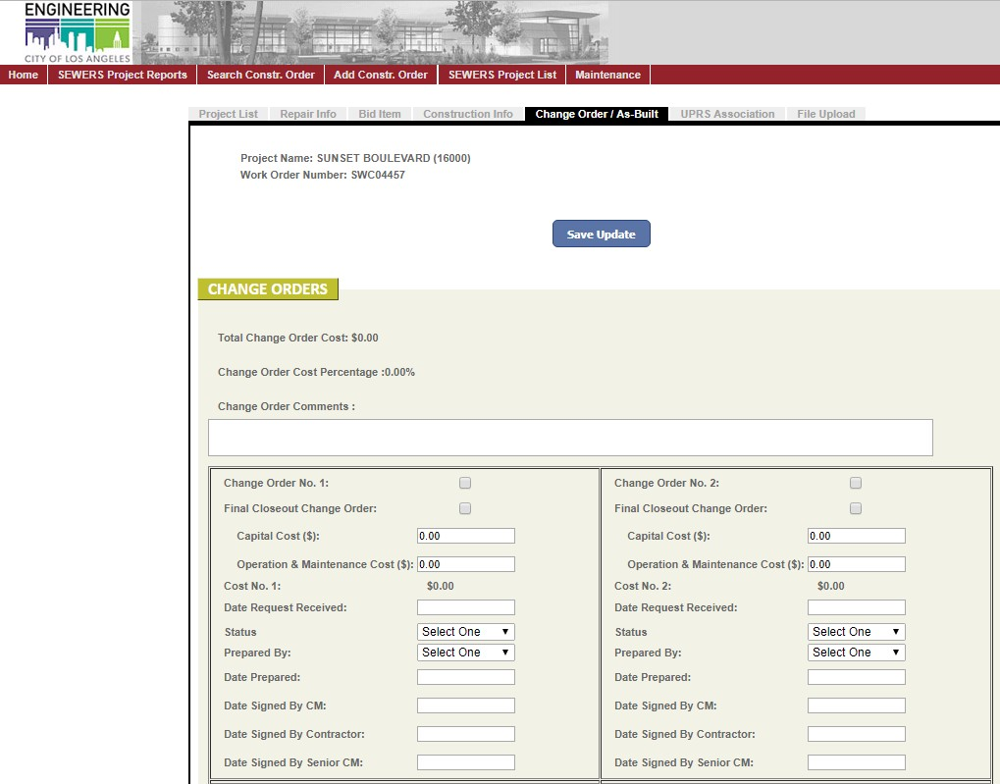 ENGINEERING
CITY OF LOS ANGELES
Home SEWERS Project Reports Search Constr. Order Add Constr. Order SEWERS Project List Maintenance
Project List Repair Info Bid Item Construction Info Change Order / As-Built UPRS Association File Upload
Project Name: SUNSET BOULEVARD (16000)
Work Order Number: SWC04457
Save Update
CHANGE ORDERS
Total Change Order Cost: $0.00
Change Order Cost Percentage :0.00%
Change Order Comments :
Change Order No. 1:
Final Closeout Change Order:
Capital Cost ($): 0.00
Operation & Maintenance Cost ($): 0.00
Cost No. 1: $0.00
Date Request Received:
Status Select One
Prepared By: Select One
Date Prepared:
Date Signed By CM:
Date Signed By Contractor:
Date Signed By Senior CM:
Change Order No. 2:
Final Closeout Change Order:
Capital Cost ($): 0.00
Operation & Maintenance Cost ($): 0.00
Cost No. 2: $0.00
Date Request Received:
Status Select One
Prepared By: Select One
Date Prepared:
Date Signed By CM:
Date Signed By Contractor:
Date Signed By Senior CM: